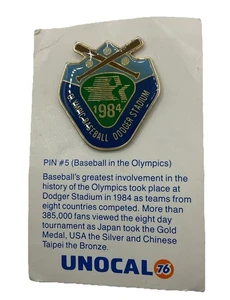 1984
BASEBALL DODGER STADIUM
PIN #5 (Baseball in the Olympics)
Baseball's greatest involvement in the
history of the Olympics took place at
Dodger Stadium in 1984 as teams from
eight countries competed. More than
385,000 fans viewed the eight day
tournament as Japan took the Gold
Medal, USA the Silver and Chinese
Taipei the Bronze.
UNOCAL 76